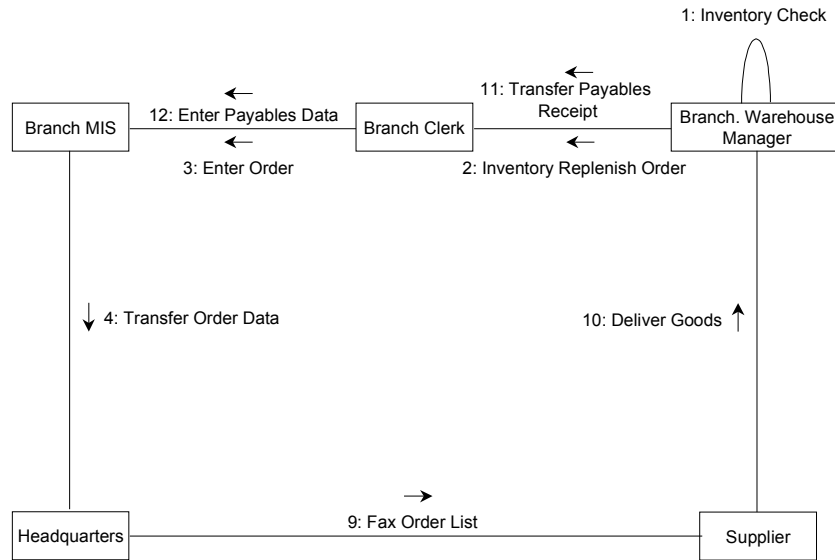 1: Inventory Check
11: Transfer Payables
Receipt
12: Enter Payables Data
Branch MIS
Branch Clerk
Branch. Warehouse
Manager
3: Enter Order
2: Inventory Replenish Order
4: Transfer Order Data
10: Deliver Goods
Headquarters
9: Fax Order List
Supplier